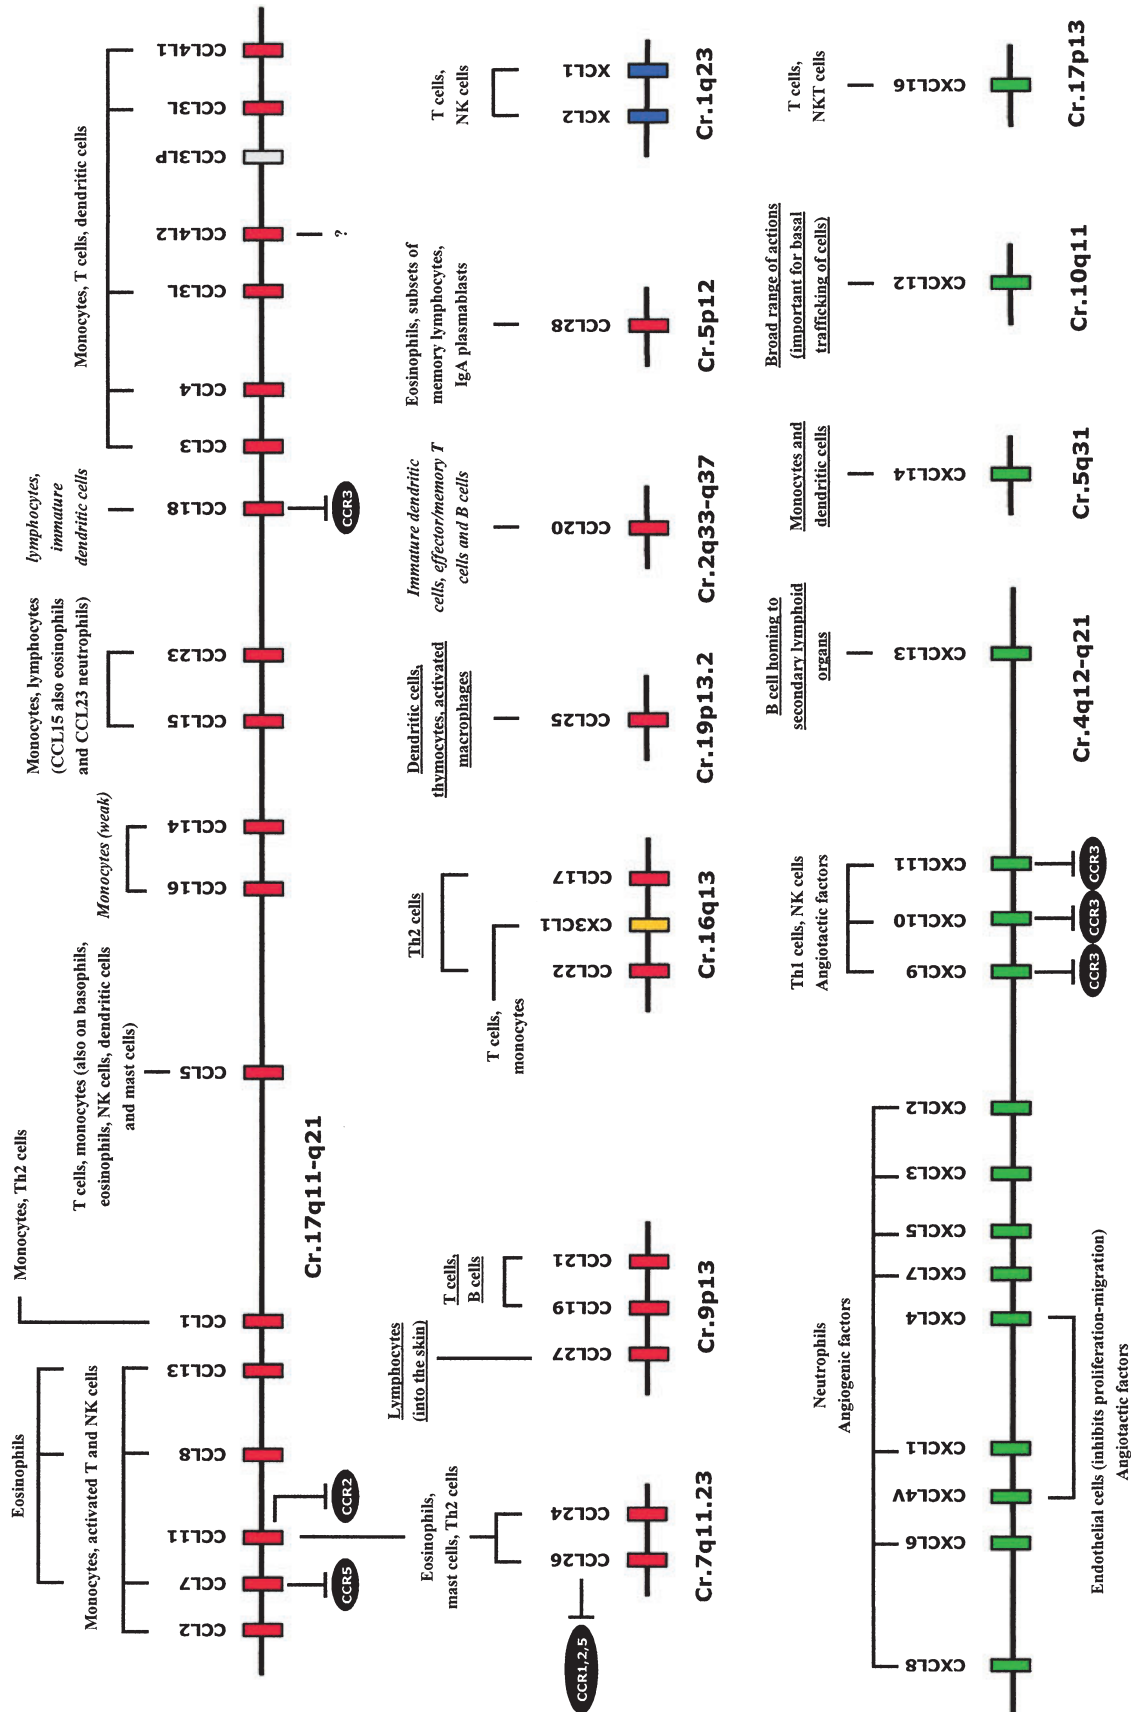 Eosinophils
Monocytes, activated T and NK cells
Monocytes, Th2 cells
T cells, monocytes (also on basophils,
eosinophils, NK cells, dendritic cells
and mast cells)
Monocytes (weak)
Monocytes, lymphocytes
(CCL15 also eosinophils
and CCL23 neutrophils)
lymphocytes,
immature
dendritic cells
Monocytes, T cells, dendritic cells
CCL2
CCL7
CCL11
CCL8
CCL13
CCL1
CCL5
CCL16
CCL14
CCL15
CCL23
CCL18
CCL3
CCL4
CCL3L
CCL4L2
CCL3LP
CCL3L
CCL4L1
CCR5
CCR2
CCR3
?
Cr.17q11-q21
Eosinophils,
mast cells, Th2 cells
CCL26
CCL24
CCR1,2,5
Cr.7q11.23
Lymphocytes
(into the skin)
T cells,
B cells
CCL27
CCL19
CCL21
Cr.9p13
T cells,
monocytes
Th2 cells
CCL22
CX3CL1
CCL17
Cr.16q13
Dendritic cells,
thymocytes, activated
macrophages
CCL25
Cr.19p13.2
Immature dendritic
cells, effector/memory T
cells and B cells
CCL20
Cr.2q33-q37
Eosinophils, subsets of
memory lymphocytes,
IgA plasmablasts
CCL28
Cr.5p12
T cells,
NK cells
XCL2
XCL1
Cr.1q23
Neutrophils
Angiogenic factors
CXCL8
CXCL6
CXCL4V
CXCL1
CXCL4
CXCL7
CXCL5
CXCL3
CXCL2
Endothelial cells (inhibits proliferation-migration)
Angiotactic factors
Th1 cells, NK cells
Angiotactic factors
CXCL9
CXCL10
CXCL11
CCR3
CCR3
CCR3
B cell homing to
secondary lymphoid
organs
CXCL13
Cr.4q12-q21
Monocytes and
dendritic cells
CXCL14
Cr.5q31
Broad range of actions
(important for basal
trafficking of cells)
CXCL12
Cr.10q11
T cells,
NKT cells
CXCL16
Cr.17p13